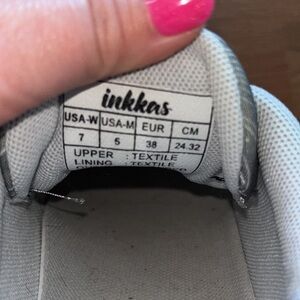 inkkas
USA-W USA-M EUR CM
7 5 38 24.32
UPPER : TEXTILE
LINING : TEXTILE